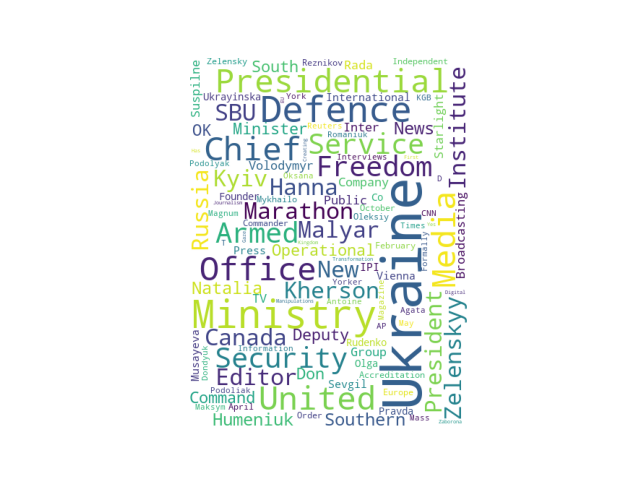 Zelensky
Reznikov
Rada
Independent
South
Suspilne
Presidential
Ukrayinska
York
International
KGB
SBU
Defence
OK
Minister
Reuters
Inter
News
Starlight
Institute
Romaniuk
Chief
Service
Podolyak
Volodymyr
Interviews
Freedom
Kyiv
Oksana
Hanna
Company
Russia
Founder
Mykhailo
Public
Co
D
Journalism
Marathon
October
Magnum
Commander
Oleksiy
CNN
Armed
Malyar
Times
Formally
Media
Broadcasting
Press
Operational
February
Kingdom
Transformation
Office
New
IPI
Vienna
Ukraine
Natalia
TV
Kherson
Yorker
Magazine
Manipulations
Antoine
Digital
Ministry
Agata
President
Zelenskyy
Canada
Deputy
AP
May
Musayeva
Dondyuk
Information
Rudenko
Security
Group
Olga
Editor
Don
Accreditation
Podoliak
Sevgil
Command
United
Europe
Maksym
April
Pravda
Humeniuk
Order
Southern
Mass
Zaborona